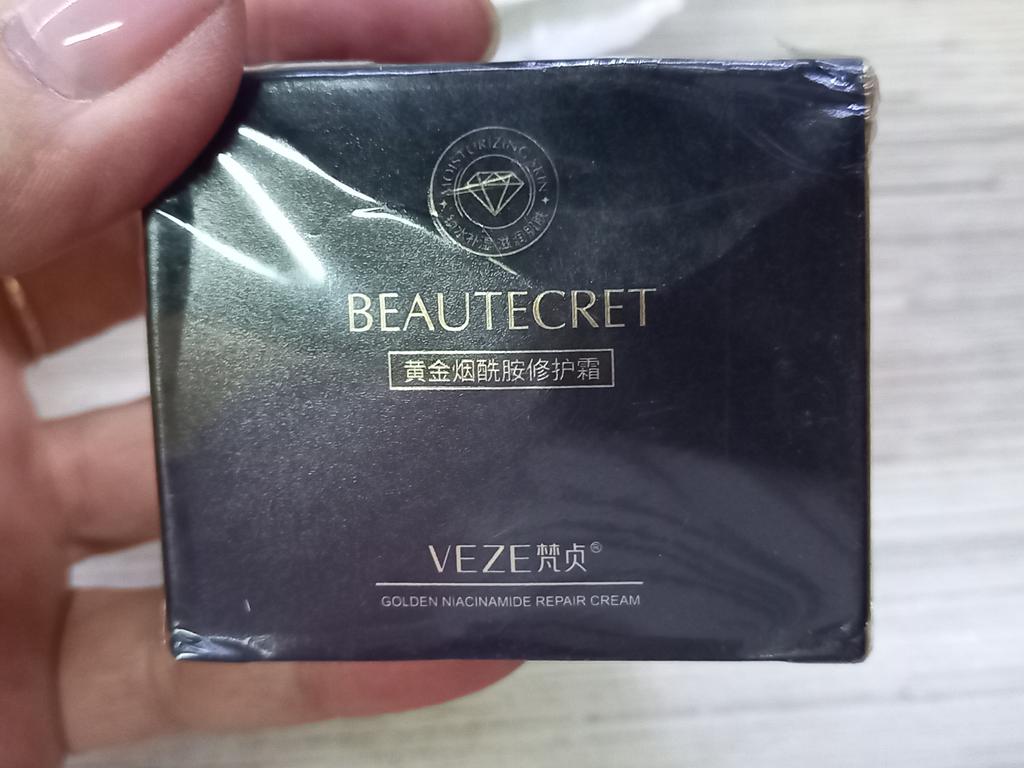 MOISTURIZING SKIN
BEAUTECRET
黄金烟酰胺修护霜
VEZE梵贞®
GOLDEN NIACINAMIDE REPAIR CREAM